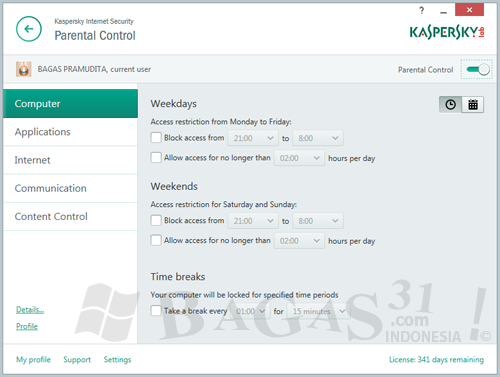 Kaspersky Internet Security
Parental Control
KASPERSKY lab
BAGAS PRAMUDITA, current user
Parental Control
Computer
Applications
Internet
Communication
Content Control
Details...
Profile
Weekdays
Access restriction from Monday to Friday:
Block access from 21:00 to 8:00
Allow access for no longer than 02:00 hours per day
Weekends
Access restriction for Saturday and Sunday:
Block access from 21:00 to 8:00
Allow access for no longer than 02:00 hours per day
Time breaks
Your computer will be locked for specified time periods
Take a break every 01:00 for 15 minutes
BAGAS31
.com
INDONESIA
!
©
My profile Support Settings
License: 341 days remaining